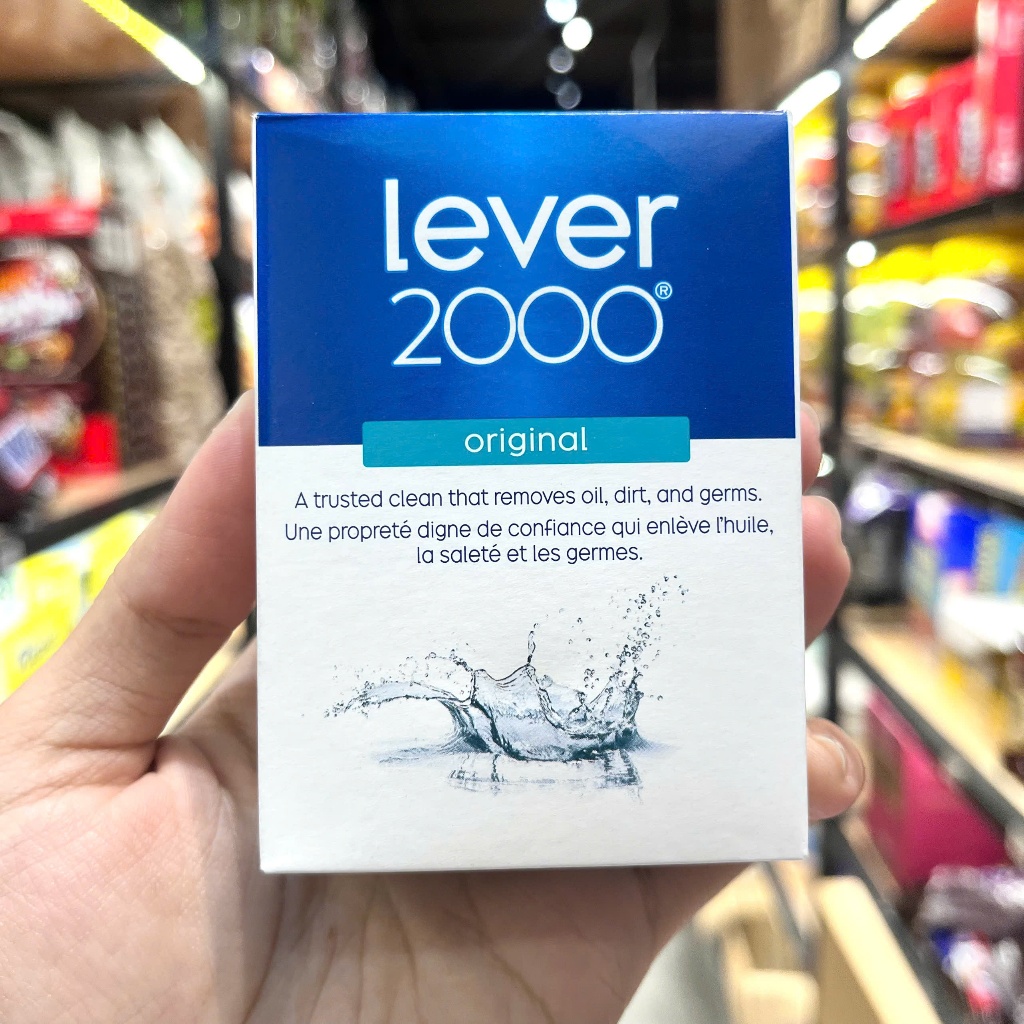 lever
2000®
original
A trusted clean that removes oil, dirt, and germs.
Une propreté digne de confiance qui enlève l'huile,
la saleté et les germes.